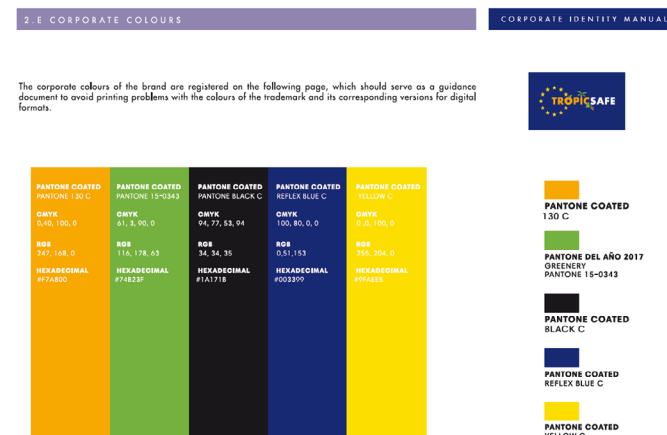 2.E CORPORATE COLOURS
CORPORATE IDENTITY MANUAL
The corporate colours of the brand are registered on the following page, which should serve as a guidance
document to avoid printing problems with the colours of the trademark and its corresponding versions for digital
formats.
TROPICSAFE
PANTONE COATED
PANTONE 130 C
CMYK
0,40, 100, 0
RGB
247, 168, 0
HEXADECIMAL
#F7A800
PANTONE COATED
PANTONE 15-0343
CMYK
61, 3, 90, 0
RGB
116, 178, 63
HEXADECIMAL
#74B23F
PANTONE COATED
PANTONE BLACK C
CMYK
94, 77, 53, 94
RGB
34, 34, 35
HEXADECIMAL
#1A171B
PANTONE COATED
REFLEX BLUE C
CMYK
100, 80, 0, 0
RGB
0,51,153
HEXADECIMAL
#003399
PANTONE COATED
YELLOW C
CMYK
0 ,0, 100, 0
RGB
255, 204, 0
HEXADECIMAL
PANTONE COATED
130 C
PANTONE DEL AÑO 2017
GREENERY
PANTONE 15-0343
PANTONE COATED
BLACK C
PANTONE COATED
REFLEX BLUE C
PANTONE COATED
YELLOW C